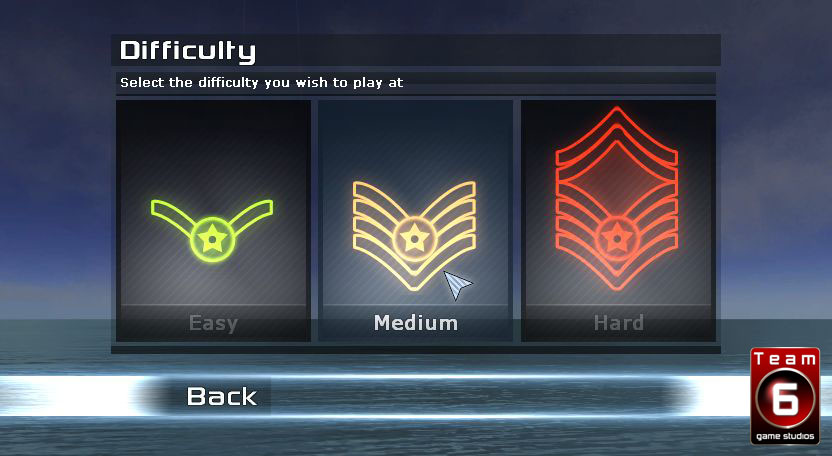 Difficulty
Select the difficulty you wish to play at
Easy
Medium
Hard
Back
Team
6
game studios